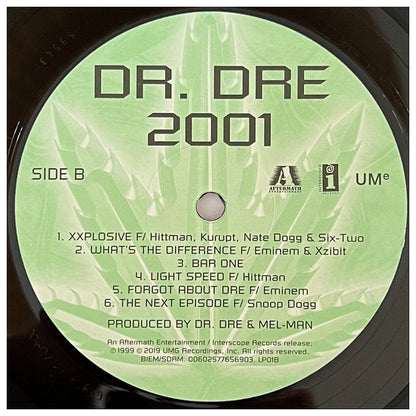 DR. DRE
2001
SIDE B
A
AFTERMATH
ENTERTAINMENT
i
UMe
1. XXPLOSIVE F/ Hittman, Kurupt, Nate Dogg & Six-Two
2. WHAT'S THE DIFFERENCE F/ Eminem & Xzibit
3. BAR ONE
4. LIGHT SPEED F/ Hittman
5. FORGOT ABOUT DRE F/ Eminem
6. THE NEXT EPISODE F/ Snoop Dogg
PRODUCED BY DR. DRE & MEL-MAN
An Aftermath Entertainment / Interscope Records release;
℗1999 © 2019 UMG Recordings, Inc. All rights reserved.
BIEM/SDRM. 00602577656903. LP01B